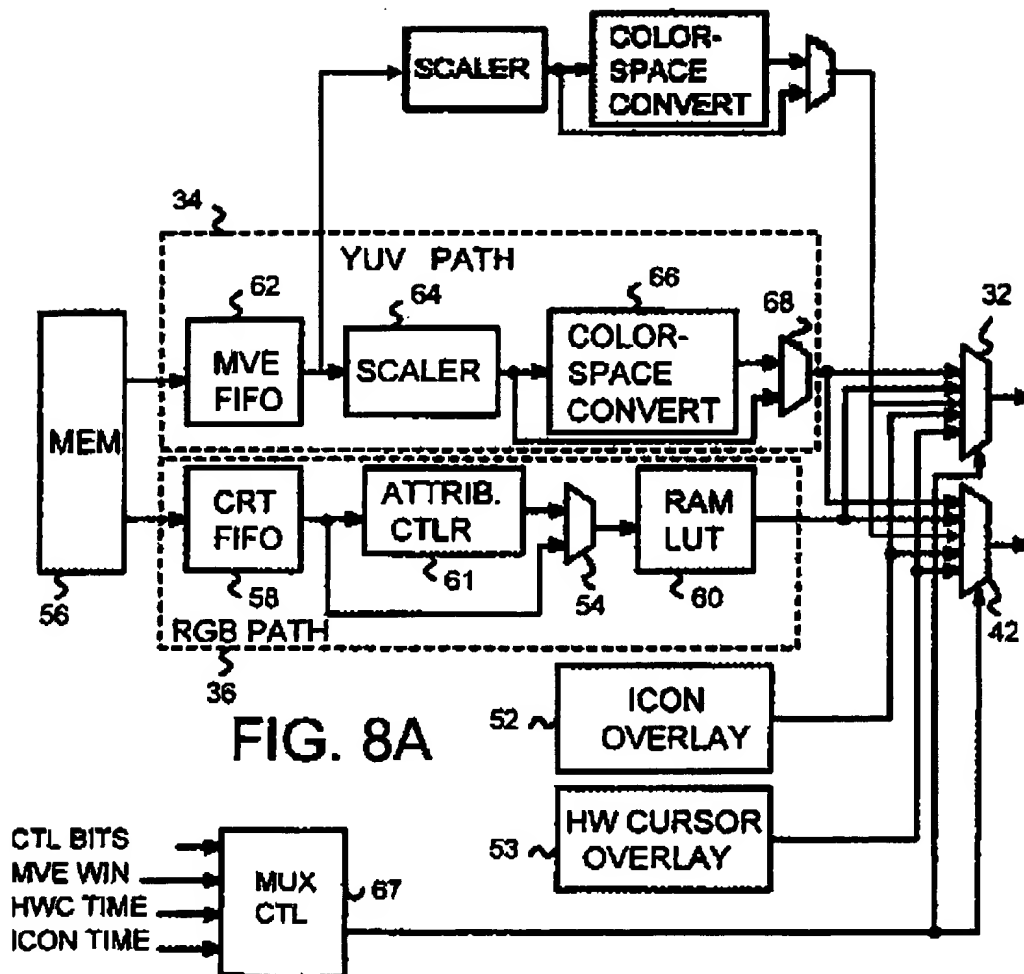 SCALER
COLOR-
SPACE
CONVERT
34
YUV PATH
62
64
66
68
32
MVE
FIFO
SCALER
COLOR-
SPACE
CONVERT
MEM
CRT
FIFO
ATTRIB.
CTLR
RAM
LUT
56
58
61
54
60
42
RGB PATH
36
FIG. 8A
52
ICON
OVERLAY
53
HW CURSOR
OVERLAY
CTL BITS
MVE WIN
HWC TIME
ICON TIME
MUX
CTL
67